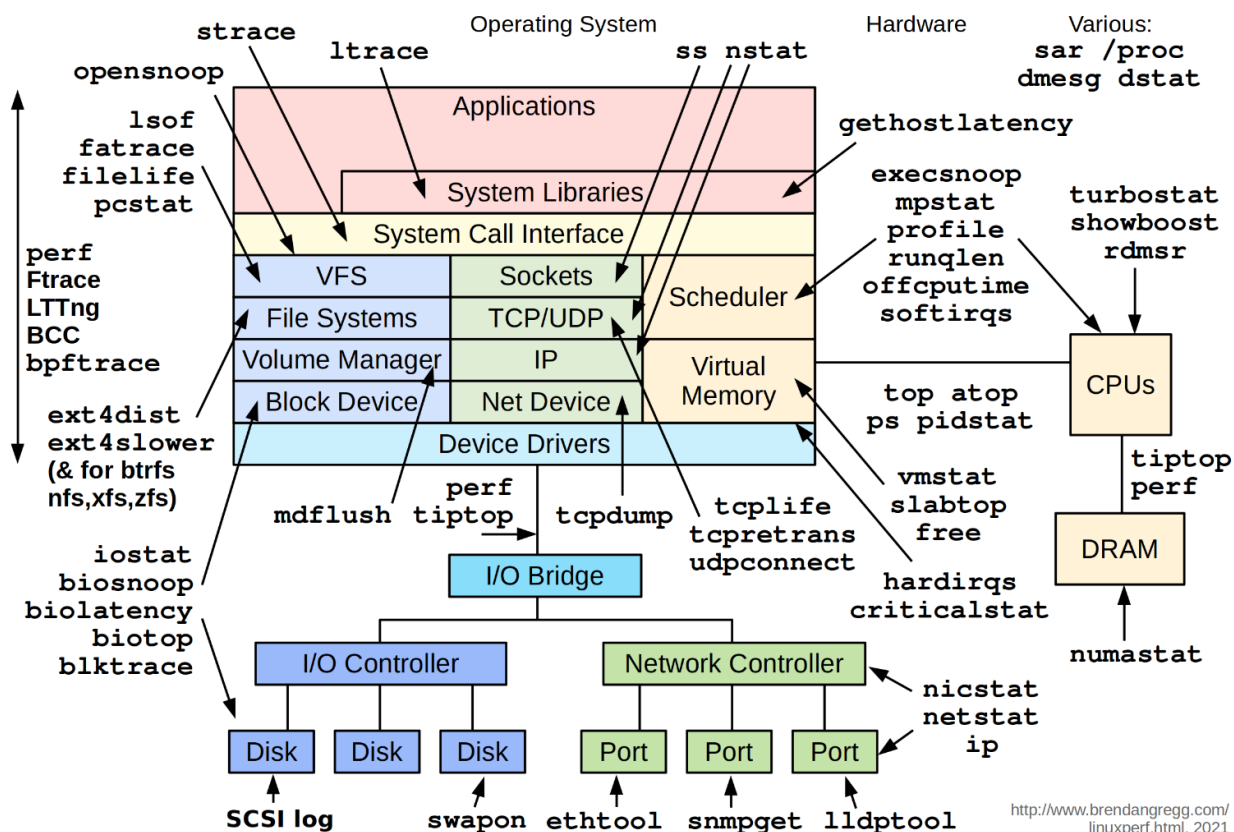 Operating System
Hardware
Various:
strace
ltrace
ss nstat
sar /proc
dmesg dstat
opensnoop
Applications
lsof
fatrace
filelife
pcstat
gethostlatency
System Libraries
execsnoop
mpstat
profile
runqlen
offcputime
softirqs
turbostat
showboost
rdmsr
System Call Interface
perf
Ftrace
LTTng
BCC
bpftrace
VFS
Sockets
Scheduler
File Systems
TCP/UDP
Volume Manager
IP
Virtual
Memory
CPUs
Block Device
Net Device
top atop
ps pidstat
ext4dist
ext4slower
(& for btrfs
nfs,xfs,zfs)
Device Drivers
tiptop
perf
mdflush
perf
tiptop
tcpdump
tcplife
tcpretrans
udpconnect
vmstat
slabtop
free
DRAM
iostat
biosnoop
biolatency
biotop
blktrace
I/O Bridge
hardirqs
criticalstat
numastat
I/O Controller
Network Controller
nicstat
netstat
ip
Disk
Disk
Disk
Port
Port
Port
SCSI log
swapon
ethtool
snmpget
lldptool
http://www.brendangregg.com/
linuxperf.html 2021